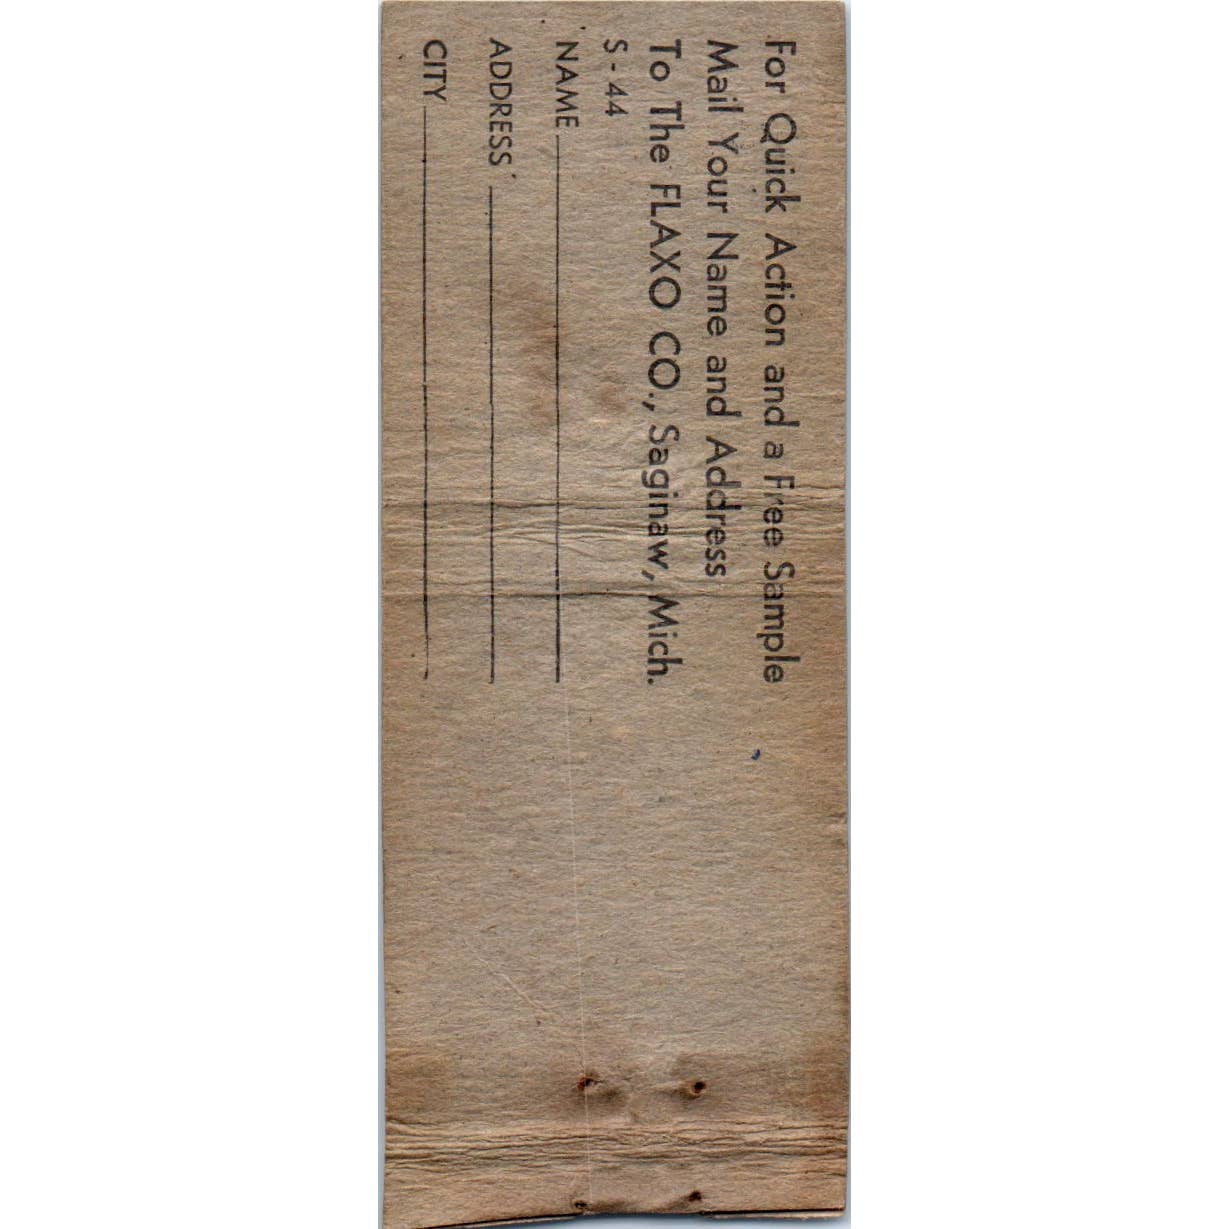 For Quick Action and a Free Sample
Mail Your Name and Address
To The FLAXO CO., Saginaw, Mich.
S - 44
NAME
ADDRESS
CITY